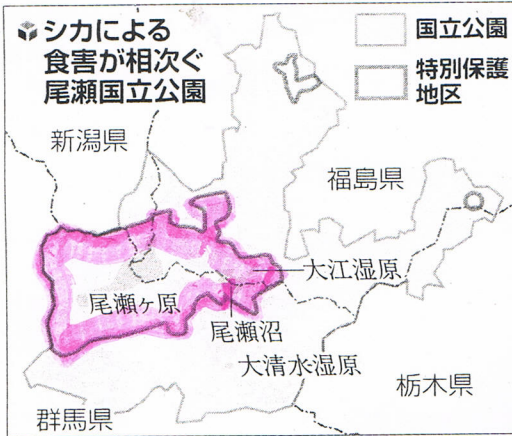 シカによる
食害が相次ぐ
尾瀬国立公園
国立公園
特別保護
地区
新潟県
福島県
大江湿原
尾瀬ヶ原
尾瀬沼
大清水湿原
栃木県
群馬県